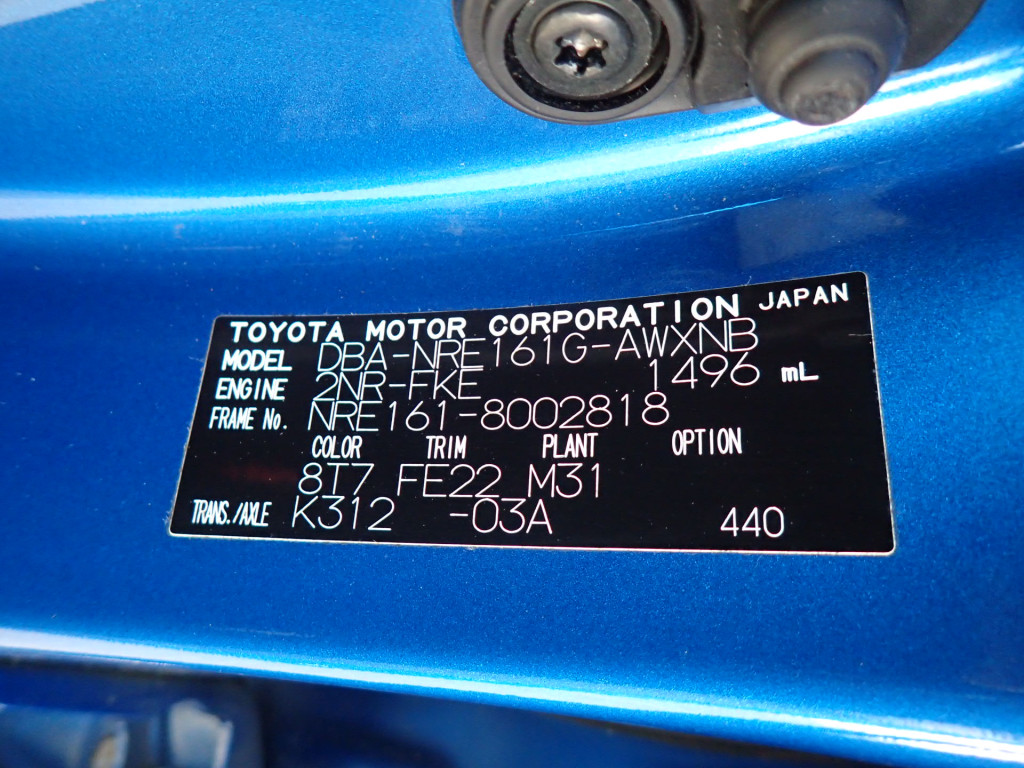 TOYOTA MOTOR CORPORATION JAPAN
MODEL DBA-NRE161G-AWXNB
ENGINE 2NR-FKE 1496 mL
FRAME No. NRE161-8002818
COLOR TRIM PLANT OPTION
8T7 FE22 M31
TRANS./AXLE K312 -03A 440